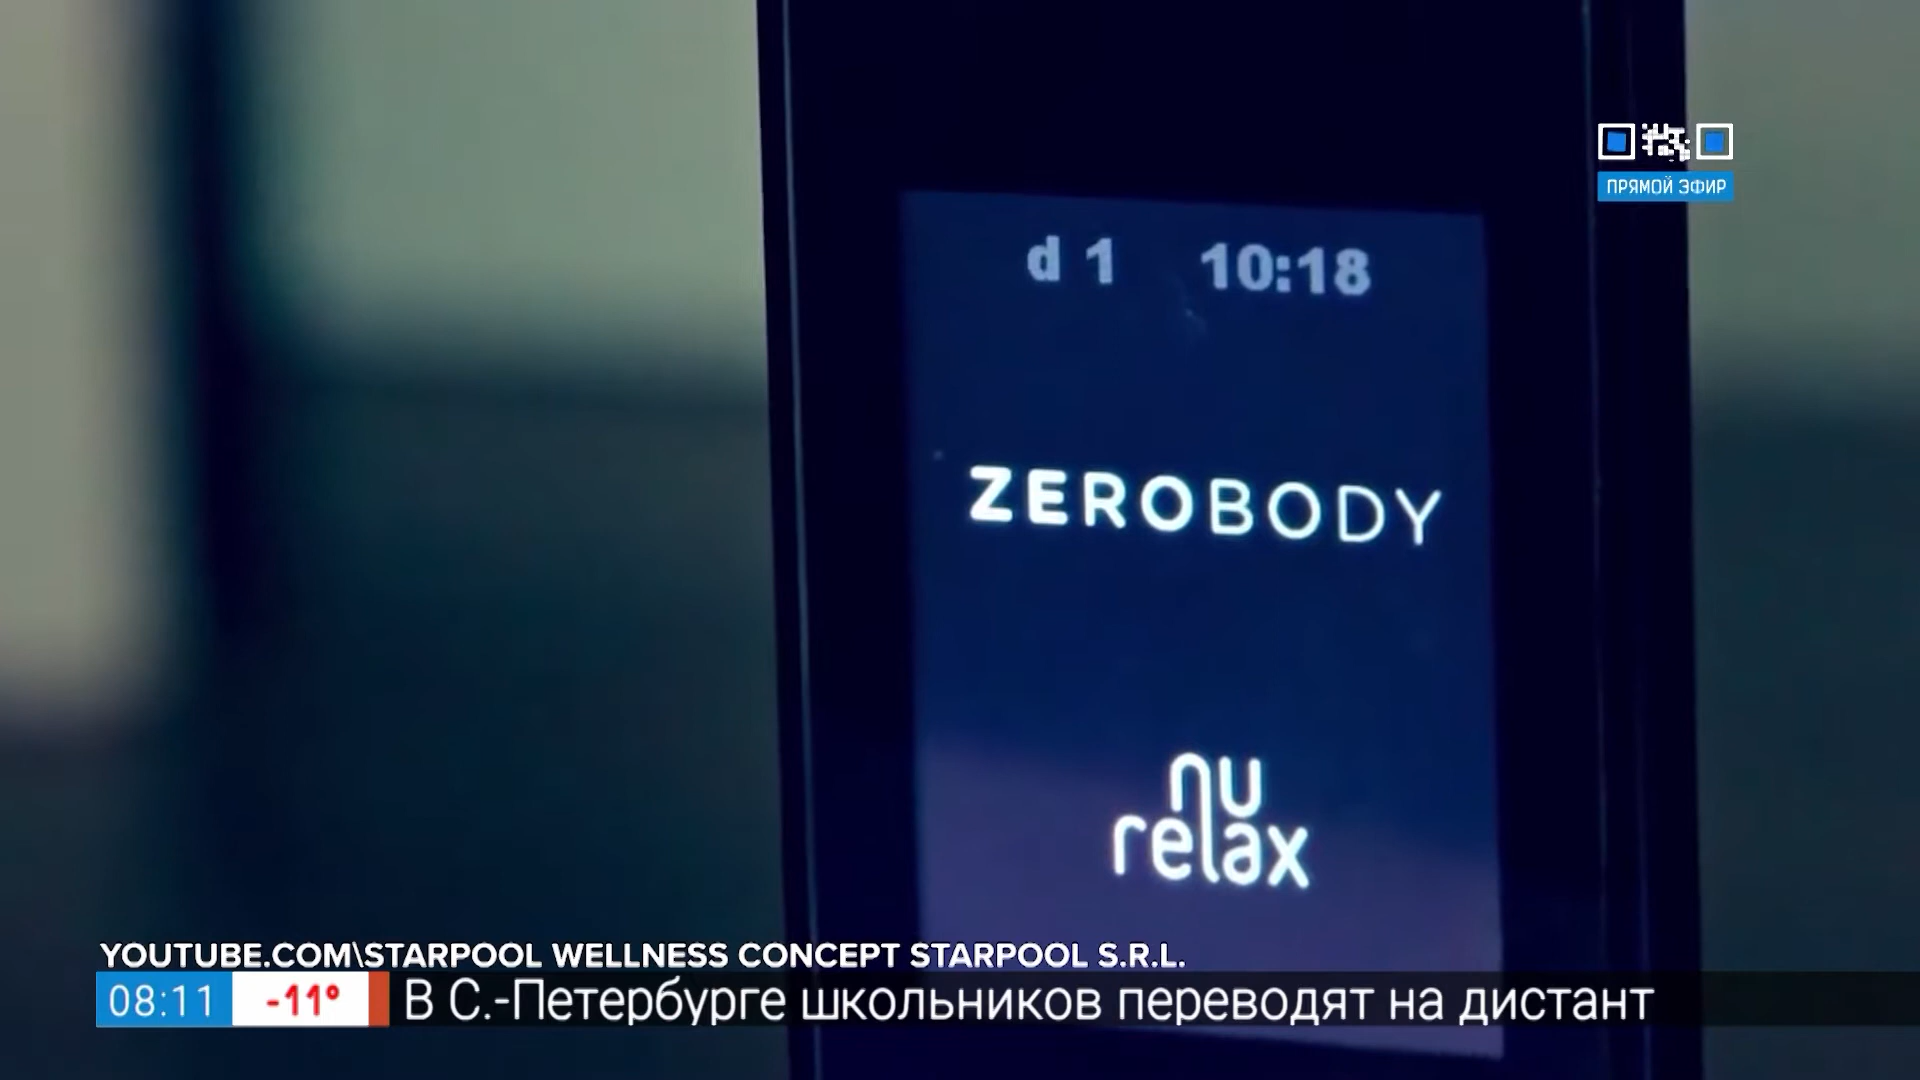 ПРЯМОЙ ЭФИР
d 1 10:18
ZEROBODY
nu
relax
YOUTUBE.COM\STARPOOL WELLNESS CONCEPT STARPOOL S.R.L.
08:11 -11° В С.-Петербурге школьников переводят на дистант